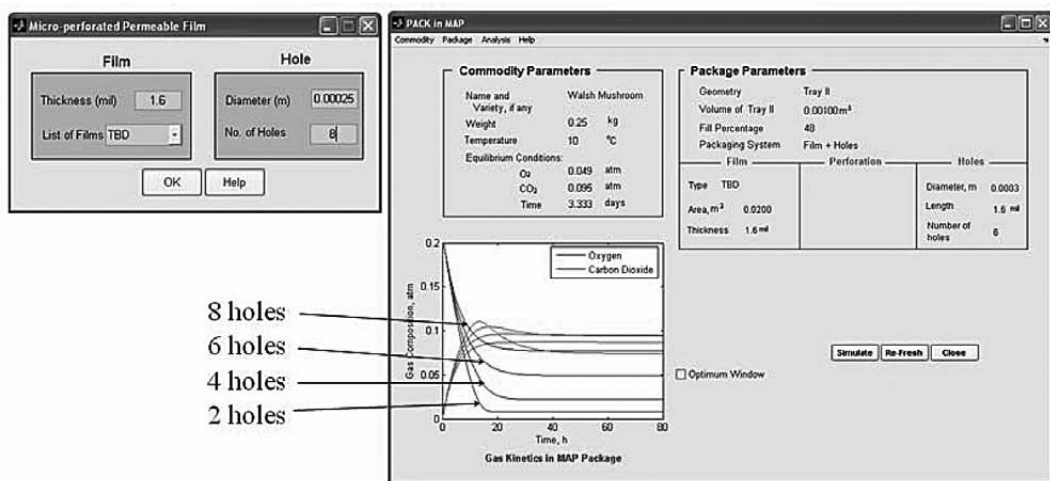 Micro-perforated Permeable Film
Film
Thickness (mil) 1.6
List of Films TBD
Hole
Diameter (m) 0.00025
No. of Holes 8
OK Help
PACK in MAP
Commodity Package Analysis Help
Commodity Parameters
Name and Variety, if any Walsh Mushroom
Weight 0.25 kg
Temperature 10 °C
Equilibrium Conditions:
O₂ 0.049 atm
CO₂ 0.095 atm
Time 3.333 days
Package Parameters
Geometry Tray II
Volume of Tray II 0.00100m³
Fill Percentage 48
Packaging System Film + Holes
Film
Type TBD
Area, m² 0.0200
Thickness 1.6 mil
Perforation
Holes
Diameter, m 0.0003
Length 1.6 mil
Number of holes 6
Oxygen
Carbon Dioxide
0.2
0.15
0.1
0.05
0
Gas Composition, atm
8 holes
6 holes
4 holes
2 holes
0 20 40 60 80
Time, h
Gas Kinetics in MAP Package
Simulate Re-Fresh Close
Optimum Window